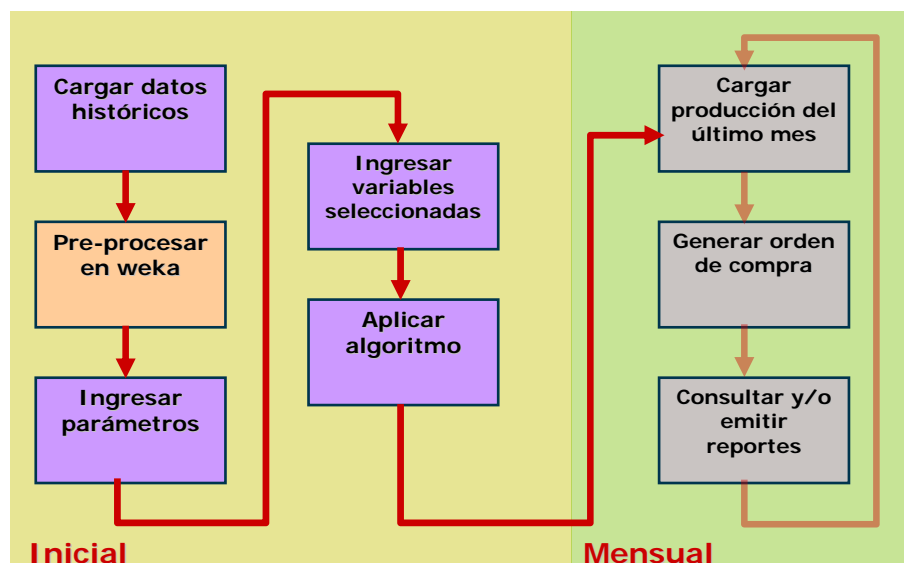 Cargar datos
históricos
Pre-procesar
en weka
Ingresar
parámetros
Ingresar
variables
seleccionadas
Aplicar
algoritmo
Inicial
Cargar
producción del
último mes
Generar orden
de compra
Consultar y/o
emitir
reportes
Mensual